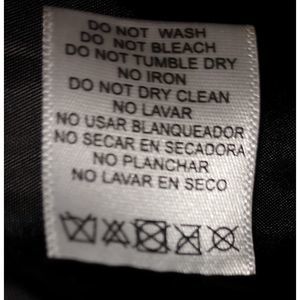 DO NOT WASH
DO NOT BLEACH
DO NOT TUMBLE DRY
NO IRON
DO NOT DRY CLEAN
NO LAVAR
NO USAR BLANQUEADOR
NO SECAR EN SECADORA
NO PLANCHAR
NO LAVAR EN SECO